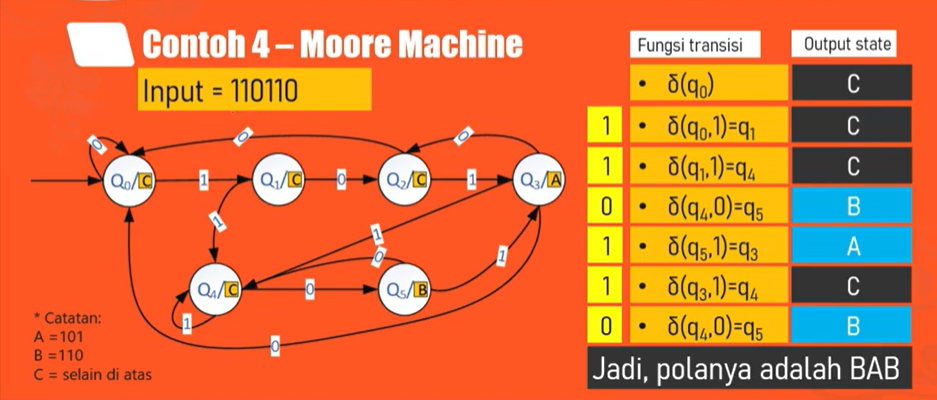 Contoh 4 – Moore Machine
Input = 110110
0
0
0
Q₀/C
1
Q₁/C
0
Q₂/C
1
Q₃/A
1
1
0
1
Q₄/C
0
Q₅/B
1
0
* Catatan:
A =101
B =110
C = selain di atas
Fungsi transisi Output state
• δ(q₀) C
1 • δ(q₀,1)=q₁ C
1 • δ(q₁,1)=q₄ C
0 • δ(q₄,0)=q₅ B
1 • δ(q₅,1)=q₃ A
1 • δ(q₃,1)=q₄ C
0 • δ(q₄,0)=q₅ B
Jadi, polanya adalah BAB